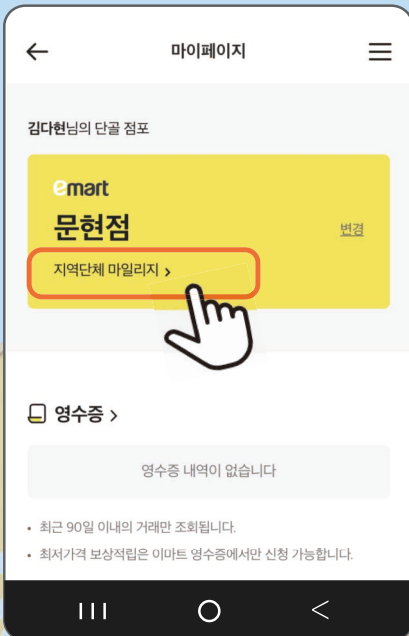 마이페이지
김다현님의 단골 점포
emart
문현점
변경
지역단체 마일리지 >
영수증 >
영수증 내역이 없습니다
• 최근 90일 이내의 거래만 조회됩니다.
• 최저가격 보상적립은 이마트 영수증에서만 신청 가능합니다.